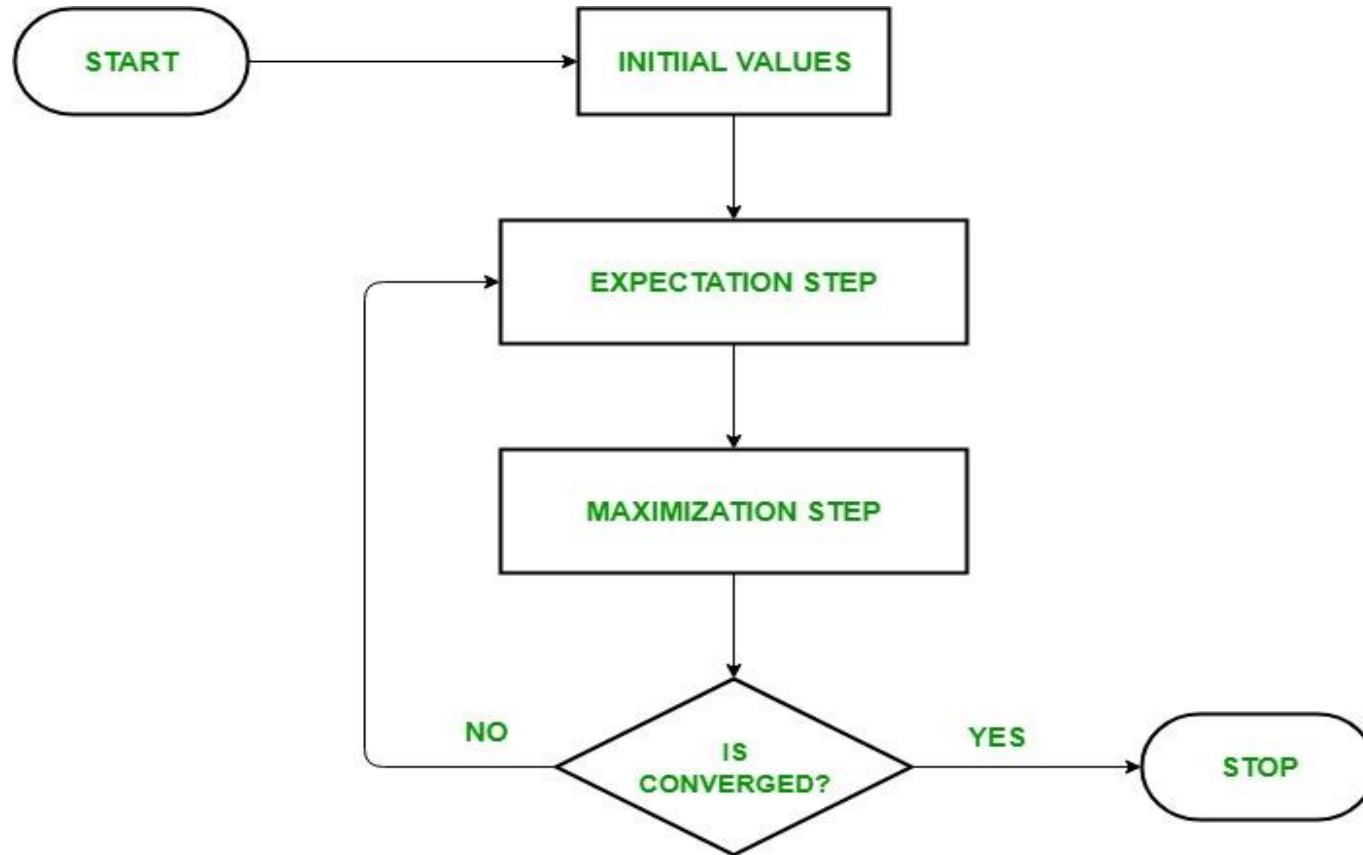 START
INITIIAL VALUES
EXPECTATION STEP
MAXIMIZATION STEP
IS
CONVERGED?
NO
YES
STOP